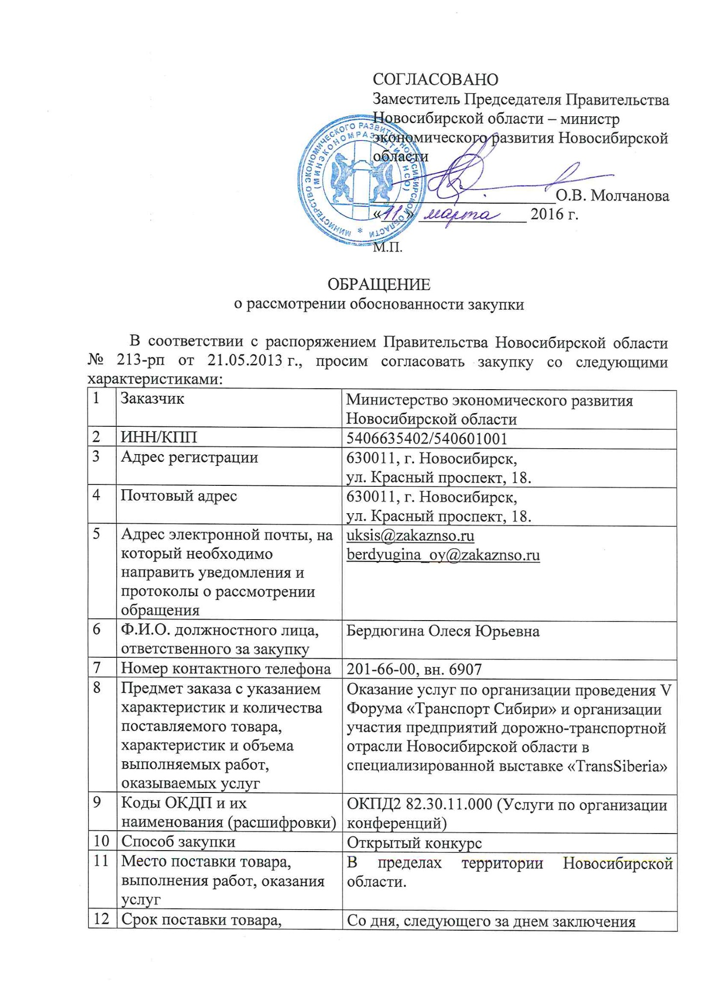 СОГЛАСОВАНО
Заместитель Председателя Правительства
Новосибирской области – министр
экономического развития Новосибирской
области
МИНИСТЕРСТВО ЭКОНОМИЧЕСКОГО РАЗВИТИЯ НОВОСИБИРСКОЙ ОБЛАСТИ *
(МИНЭКОНОМРАЗВИТИЯ НСО)
О.В. Молчанова
«11» марта 2016 г.
М.П.
ОБРАЩЕНИЕ
о рассмотрении обоснованности закупки
В соответствии с распоряжением Правительства Новосибирской области
№ 213-рп от 21.05.2013 г., просим согласовать закупку со следующими
характеристиками:
1 Заказчик
Министерство экономического развития
Новосибирской области
2 ИНН/КПП
5406635402/540601001
3 Адрес регистрации
630011, г. Новосибирск,
ул. Красный проспект, 18.
4 Почтовый адрес
630011, г. Новосибирск,
ул. Красный проспект, 18.
5 Адрес электронной почты, на
который необходимо
направить уведомления и
протоколы о рассмотрении
обращения
uksis@zakaznso.ru
berdyugina_oy@zakaznso.ru
6 Ф.И.О. должностного лица,
ответственного за закупку
Бердюгина Олеся Юрьевна
7 Номер контактного телефона
201-66-00, вн. 6907
8 Предмет заказа с указанием
характеристик и количества
поставляемого товара,
характеристик и объема
выполняемых работ,
оказываемых услуг
Оказание услуг по организации проведения V
Форума «Транспорт Сибири» и организации
участия предприятий дорожно-транспортной
отрасли Новосибирской области в
специализированной выставке «TransSiberia»
9 Коды ОКДП и их
наименования (расшифровки)
ОКПД2 82.30.11.000 (Услуги по организации
конференций)
10 Способ закупки
Открытый конкурс
11 Место поставки товара,
выполнения работ, оказания
услуг
В пределах территории Новосибирской
области.
12 Срок поставки товара,
Со дня, следующего за днем заключения